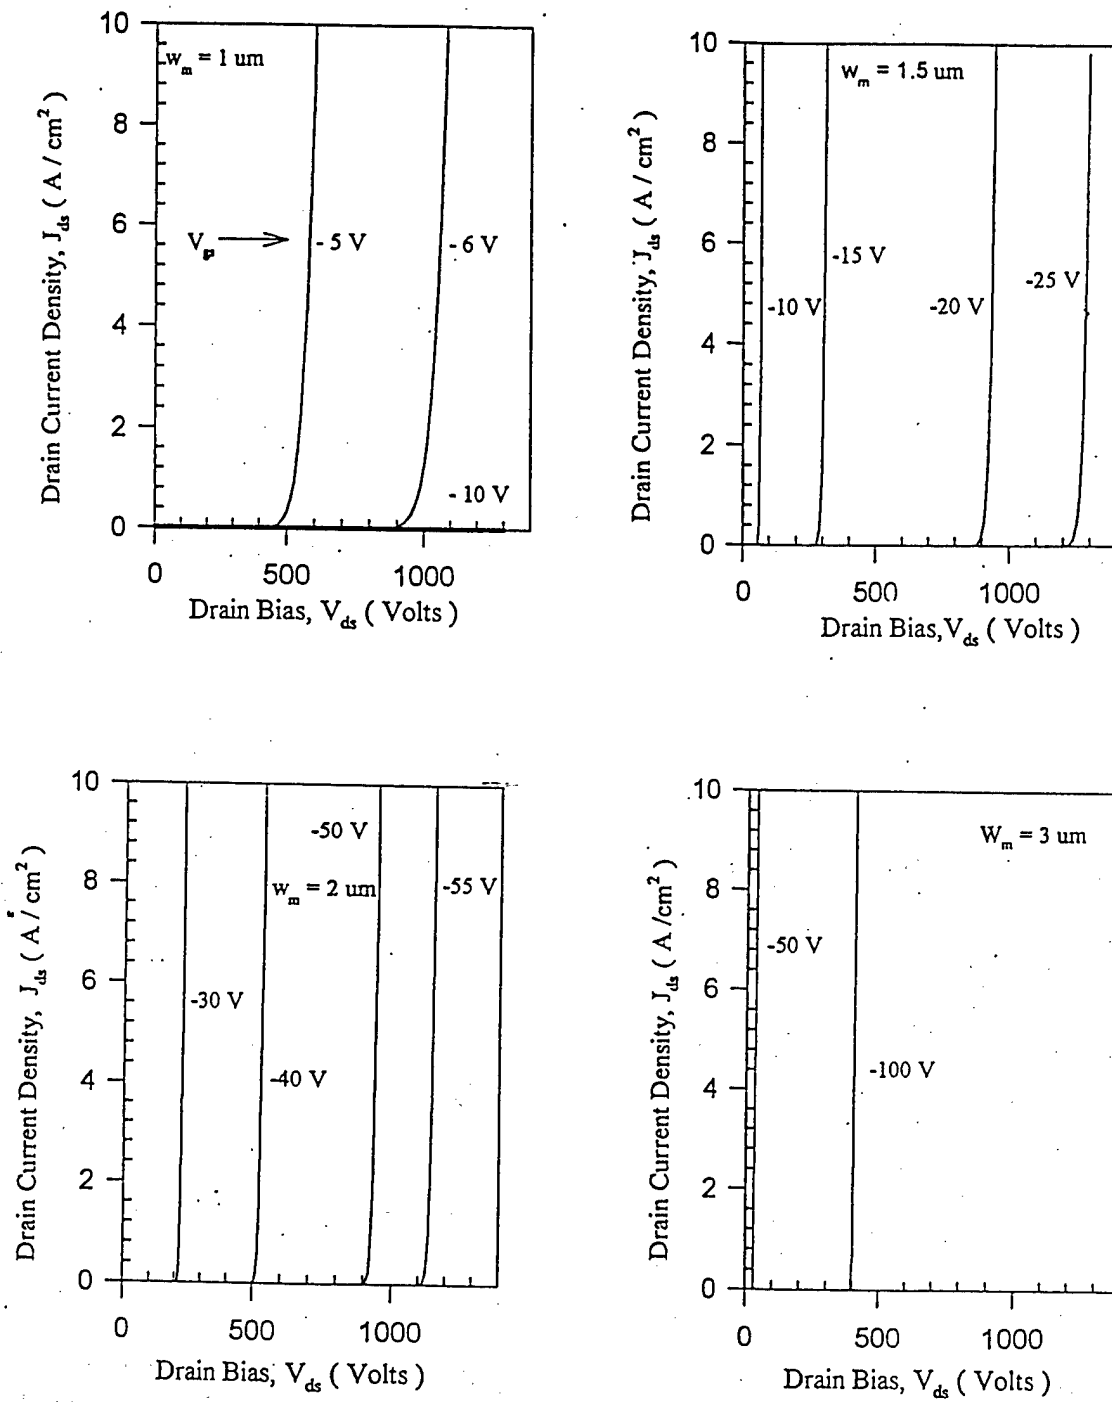 10
8
6
4
2
0
w_m = 1 um
V_gs
- 5 V
- 6 V
- 10 V
0 500 1000
Drain Bias, V_ds ( Volts )
Drain Current Density, J_ds ( A / cm^2 )
10
8
6
4
2
0
w_m = 1.5 um
-10 V
-15 V
-20 V
-25 V
0 500 1000
Drain Bias, V_ds ( Volts )
Drain Current Density, J_ds ( A / cm^2 )
10
8
6
4
2
0
-50 V
w_m = 2 um
-55 V
-30 V
-40 V
0 500 1000
Drain Bias, V_ds ( Volts )
Drain Current Density, J_ds ( A / cm^2 )
10
8
6
4
2
0
W_m = 3 um
-50 V
-100 V
0 500 1000
Drain Bias, V_ds ( Volts )
Drain Current Density, J_ds ( A /cm^2 )